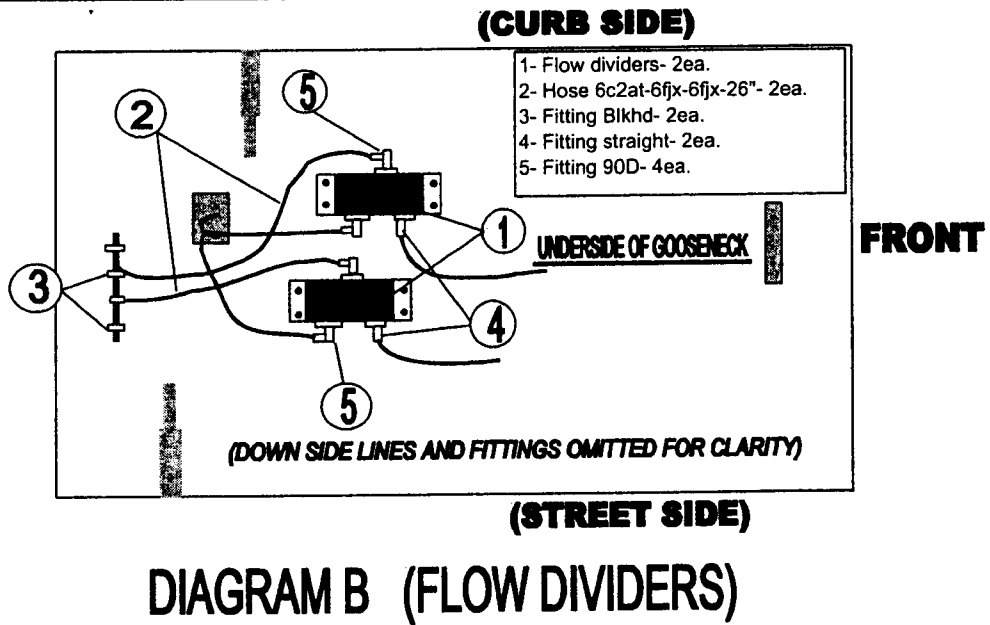 (CURB SIDE)
1- Flow dividers- 2ea.
2- Hose 6c2at-6fjx-6fjx-26"- 2ea.
3- Fitting Blkhd- 2ea.
4- Fitting straight- 2ea.
5- Fitting 90D- 4ea.
5
2
1
UNDERSIDE OF GOOSENECK
FRONT
3
4
5
(DOWN SIDE LINES AND FITTINGS OMITTED FOR CLARITY)
(STREET SIDE)
DIAGRAM B (FLOW DIVIDERS)